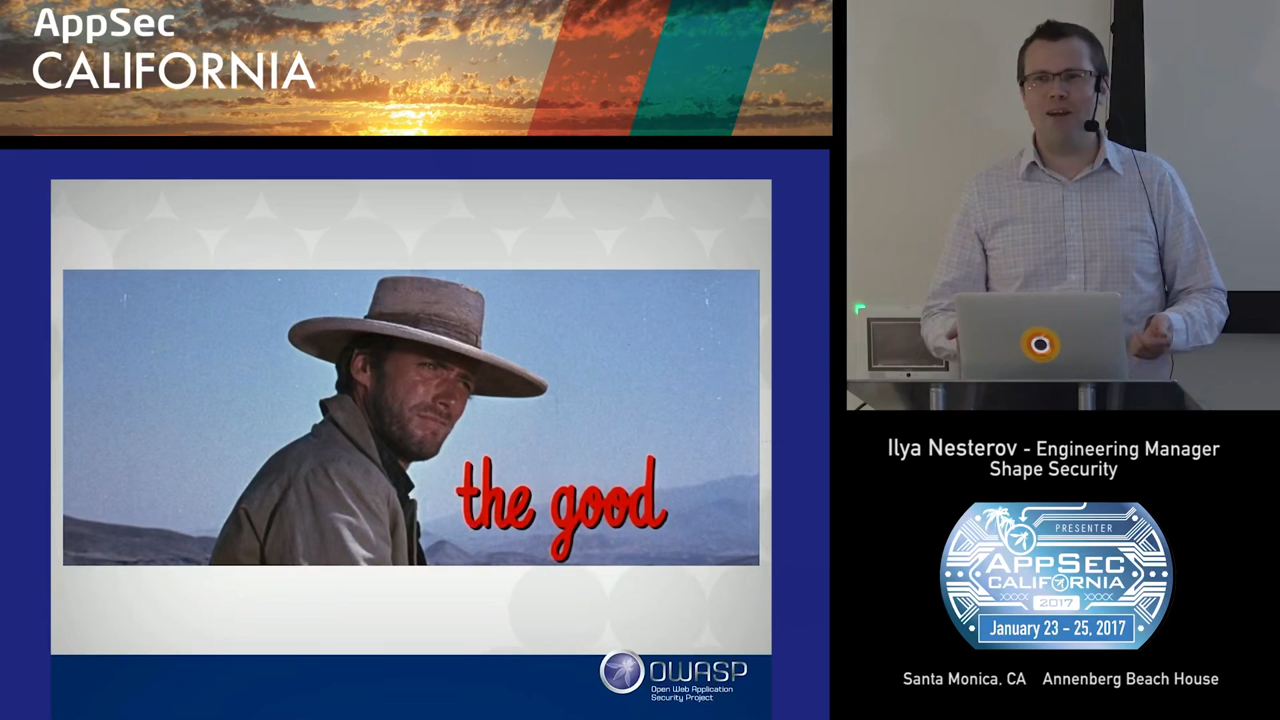 AppSec
CALIFORNIA
the good
OWASP
Open Web Application
Security Project
Ilya Nesterov - Engineering Manager
Shape Security
PRESENTER
APPSEC
CALIFORNIA
2017
January 23 – 25, 2017
Santa Monica, CA Annenberg Beach House